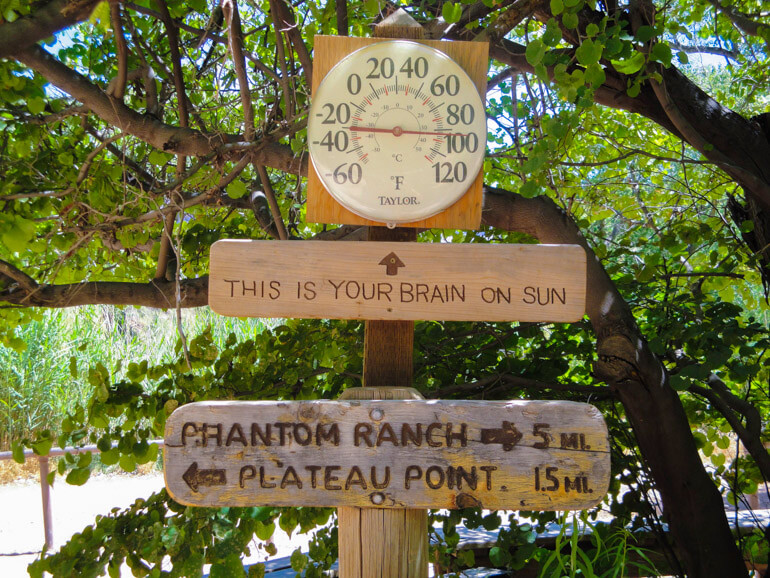 20 40
0 60
-20 80
-40 100
-60 120
°C
°F
TAYLOR
THIS IS YOUR BRAIN ON SUN
PHANTOM RANCH → 5 MI.
← PLATEAU POINT 1.5 MI.